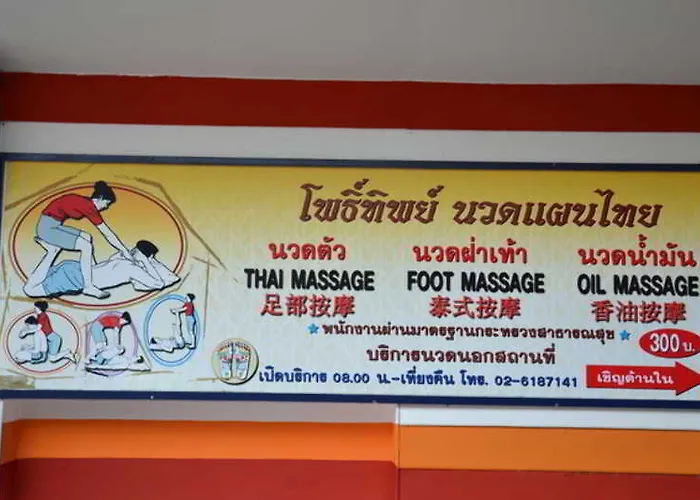 โพธิ์ทิพย์ นวดแผนไทย
นวดตัว นวดฝ่าเท้า นวดน้ำมัน
THAI MASSAGE FOOT MASSAGE OIL MASSAGE
足部按摩 泰式按摩 香油按摩
พนักงานผ่านมาตรฐานกระทรวงสาธารณสุข
300 บ.
บริการนวดนอกสถานที่
เปิดบริการ 08.00 น.-เที่ยงคืน โทร. 02-6187141
เชิญด้านใน